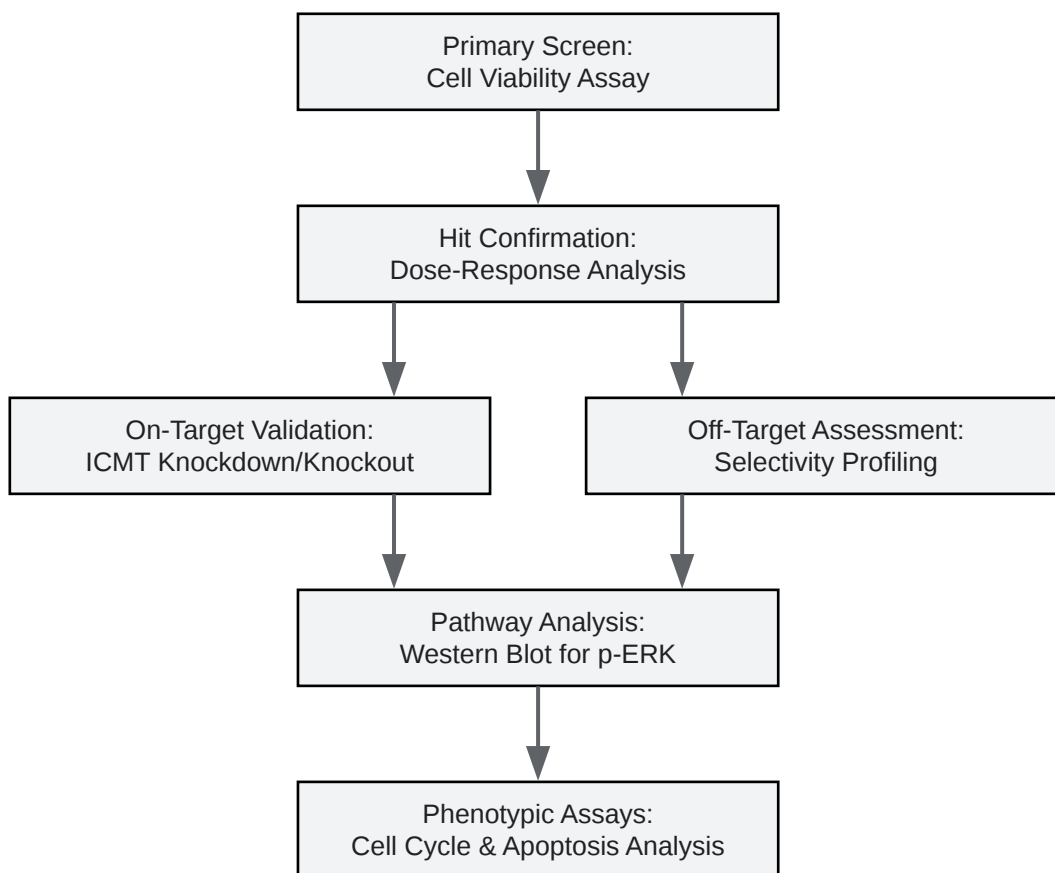 Primary Screen:
Cell Viability Assay
Hit Confirmation:
Dose-Response Analysis
On-Target Validation:
ICMT Knockdown/Knockout
Off-Target Assessment:
Selectivity Profiling
Pathway Analysis:
Western Blot for p-ERK
Phenotypic Assays:
Cell Cycle & Apoptosis Analysis